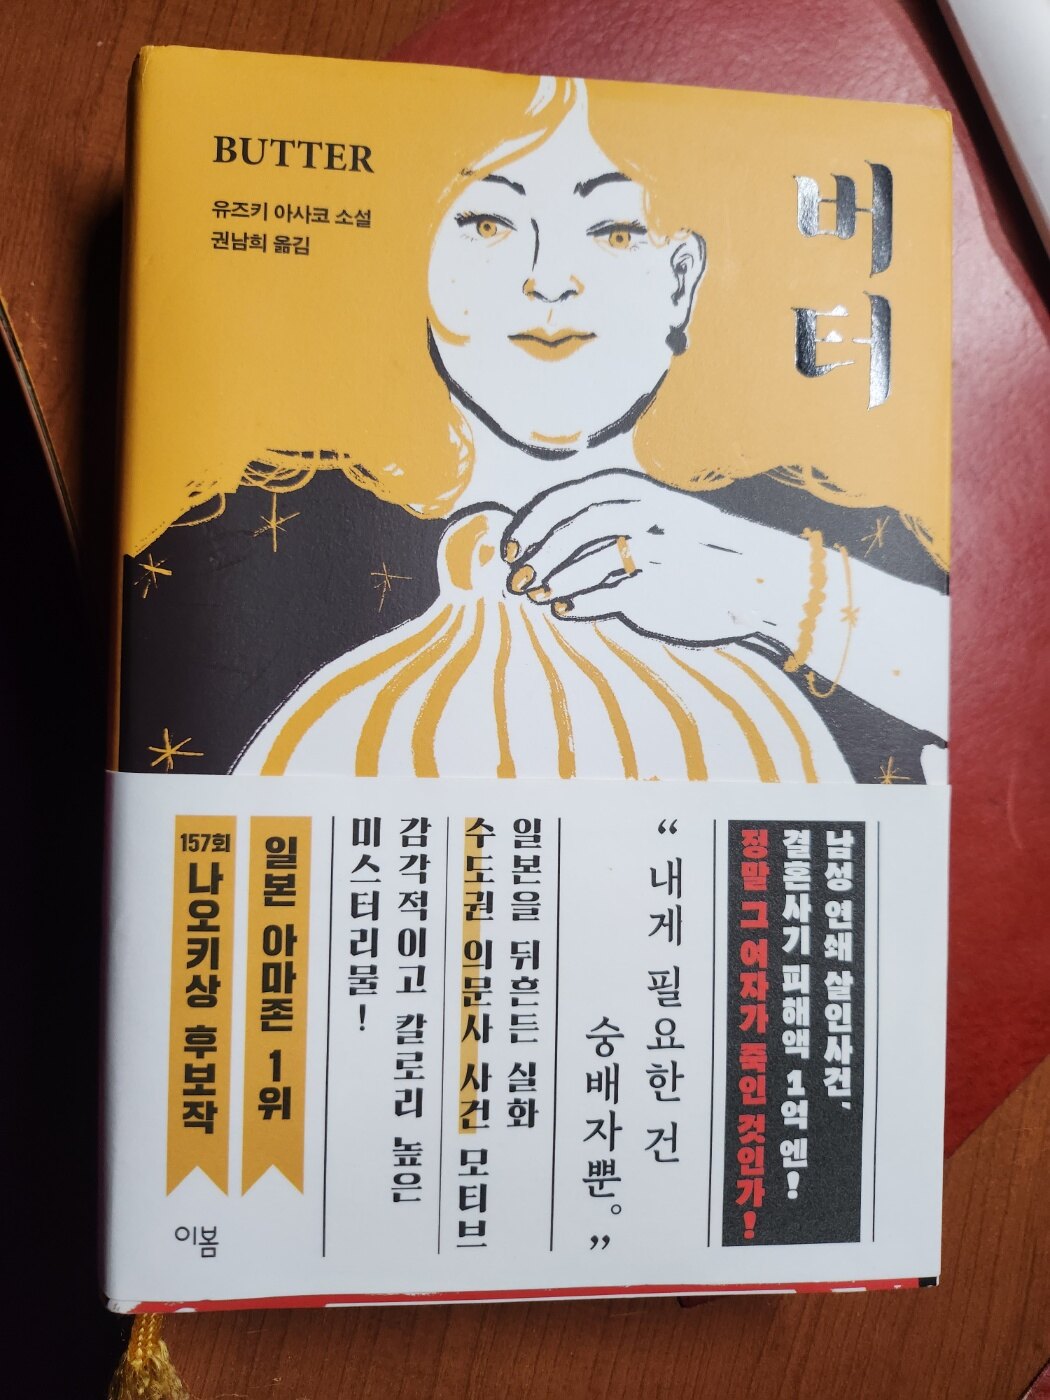 BUTTER
유즈키 아사코 소설
권남희 옮김
버터
남성 연쇄 살인사건,
결혼사기 피해액 1억 엔!
정말 그 여자가 죽인 것인가!
“내게 필요한 건
숭배자뿐。”
일본을 뒤흔든 실화
수도권 의문사 사건 모티브
감각적이고 칼로리 높은
미스터리물!
일본 아마존 1위
157회 나오키상 후보작
이봄